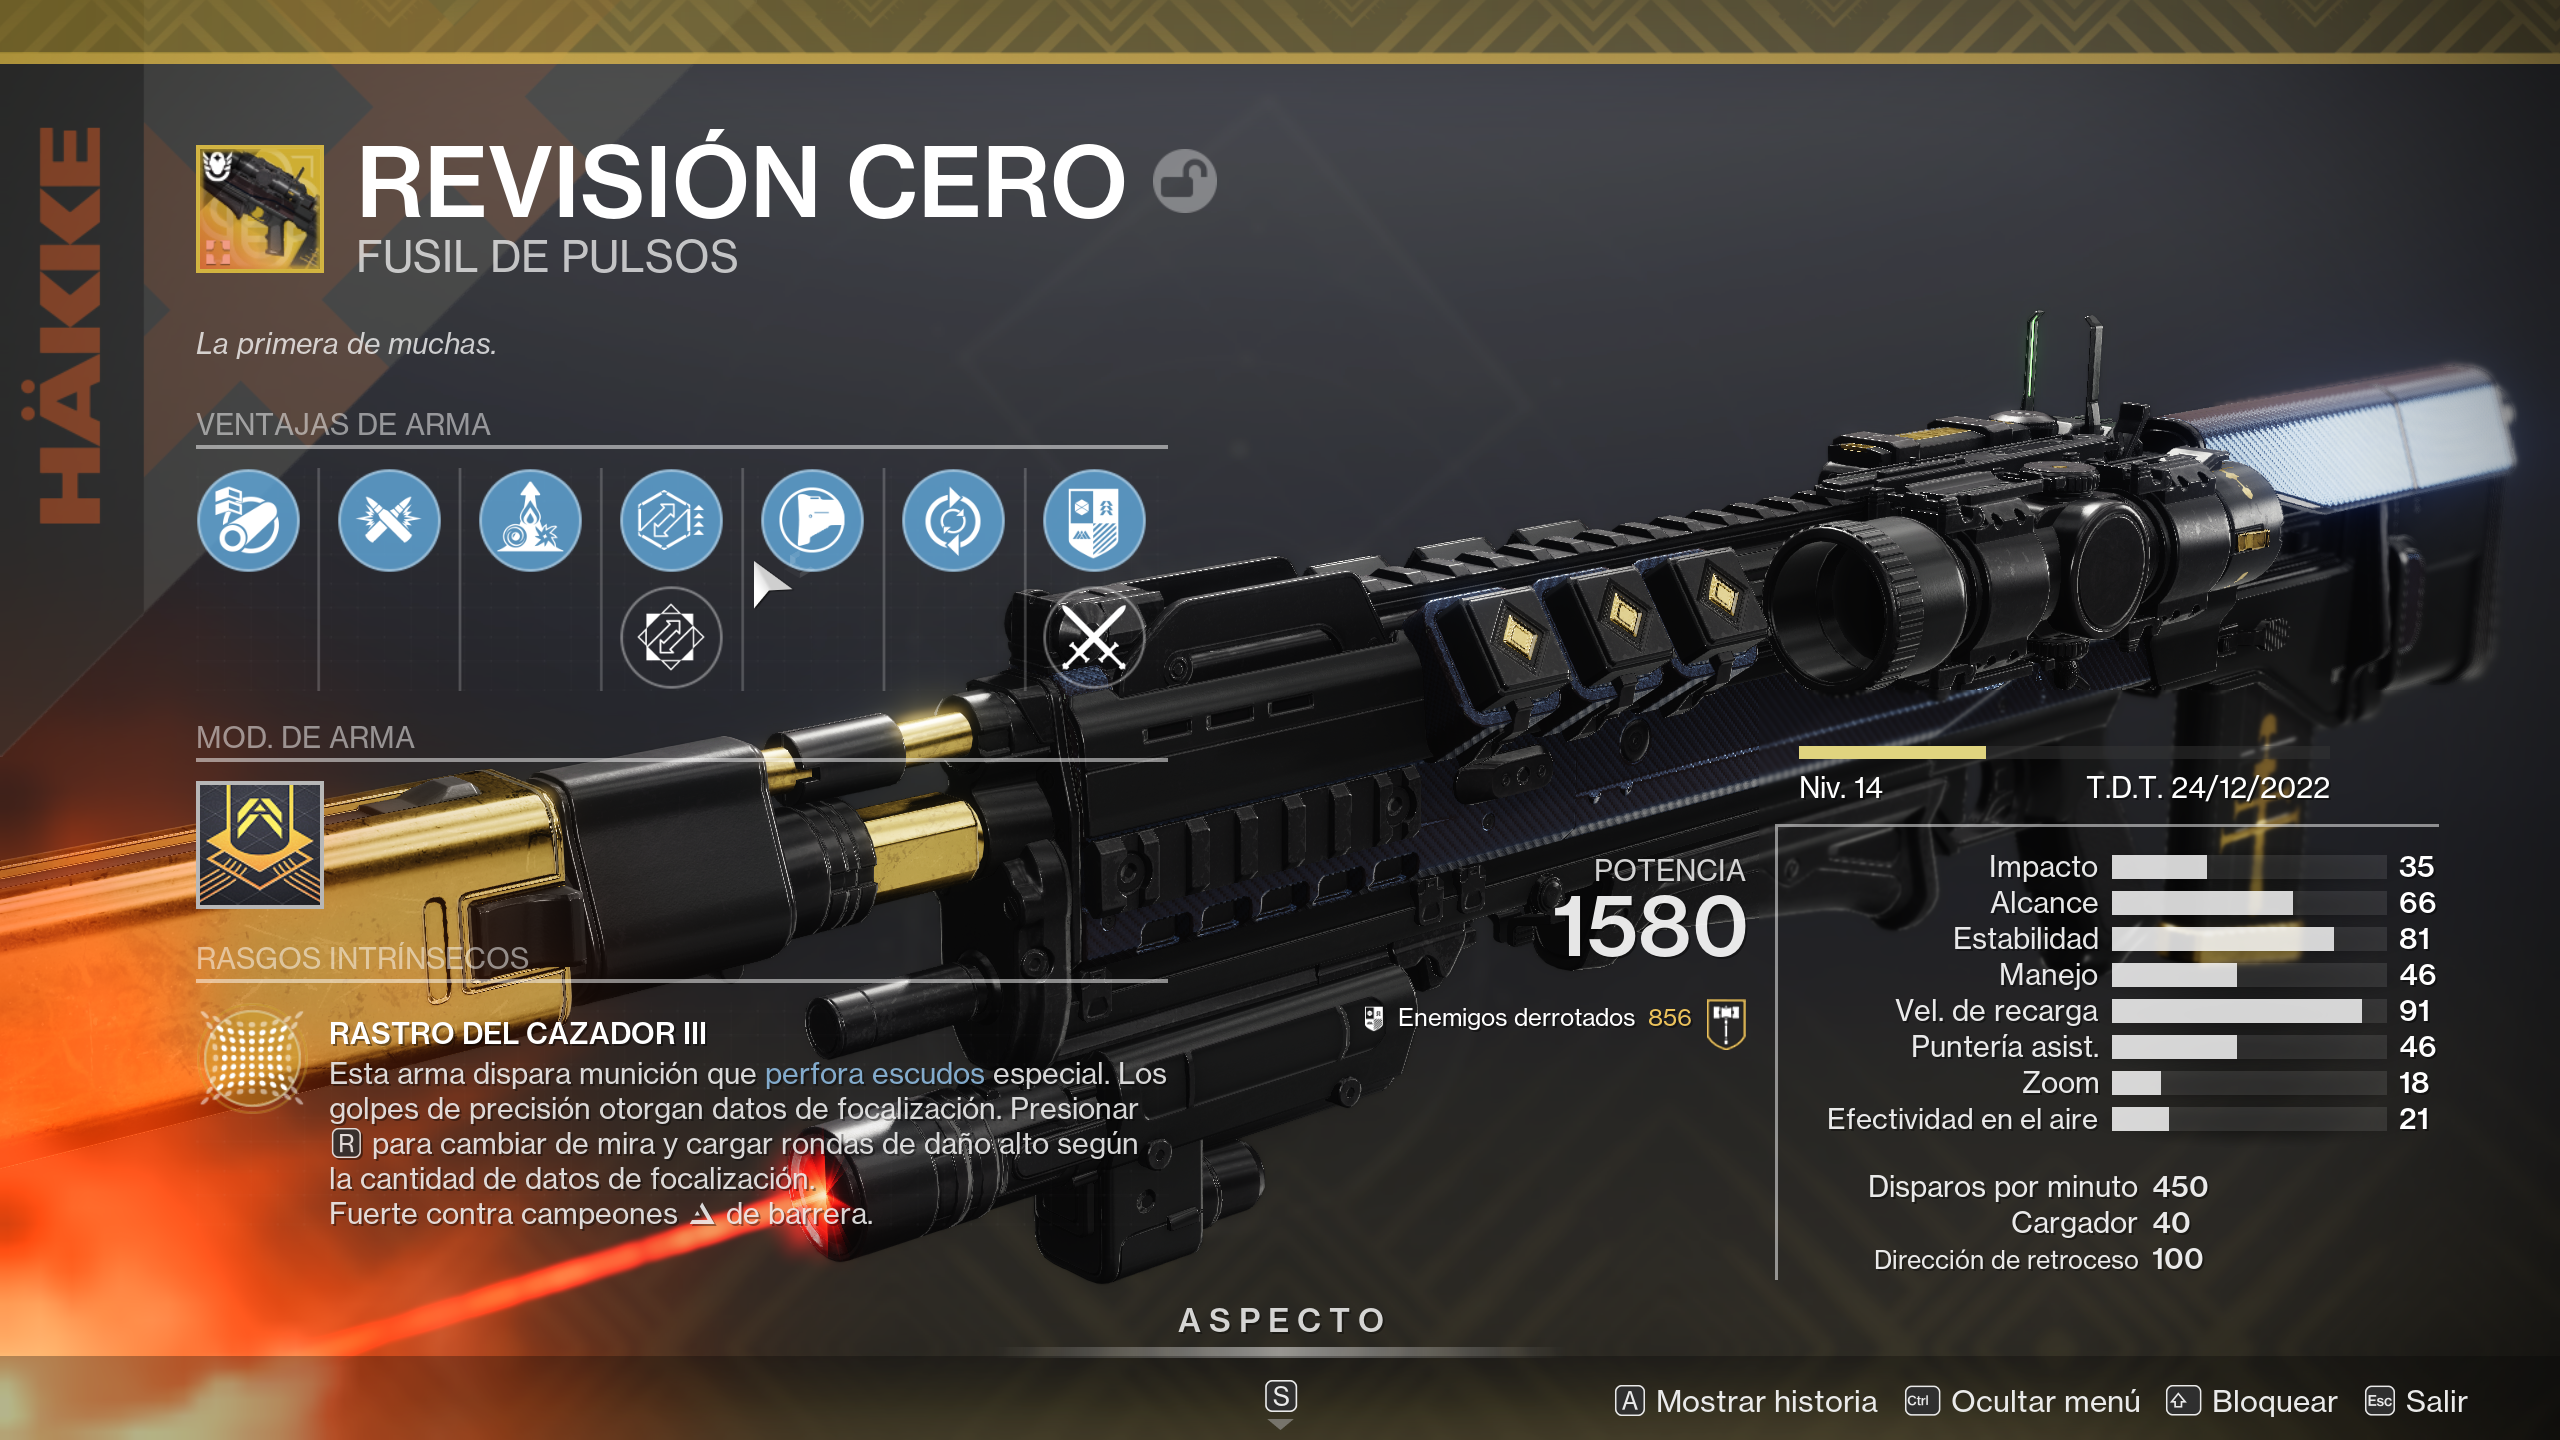 HÄKKE
REVISIÓN CERO
FUSIL DE PULSOS
La primera de muchas.
VENTAJAS DE ARMA
MOD. DE ARMA
RASGOS INTRÍNSECOS
RASTRO DEL CAZADOR III
Esta arma dispara munición que perfora escudos especial. Los
golpes de precisión otorgan datos de focalización. Presionar
R para cambiar de mira y cargar rondas de daño alto según
la cantidad de datos de focalización.
Fuerte contra campeones de barrera.
Niv. 14 T.D.T. 24/12/2022
POTENCIA
1580
Enemigos derrotados 856
Impacto 35
Alcance 66
Estabilidad 81
Manejo 46
Vel. de recarga 91
Puntería asist. 46
Zoom 18
Efectividad en el aire 21
Disparos por minuto 450
Cargador 40
Dirección de retroceso 100
ASPECTO
S
A Mostrar historia Ctrl Ocultar menú Bloquear Esc Salir